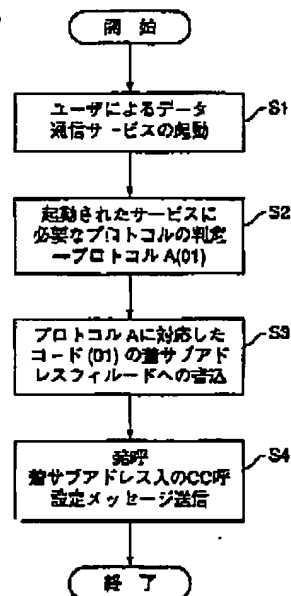 開 始
ユーザによるデータ
通信サービスの起動
S1
起動されたサービスに
必要なプロトコルの判定
→プロトコルA(01)
S2
プロトコルAに対応した
コード(01)の着サブアド
レスフィルードへの書込
S3
発呼
着サブアドレス入のCC呼
設定メッセージ送信
S4
終 了